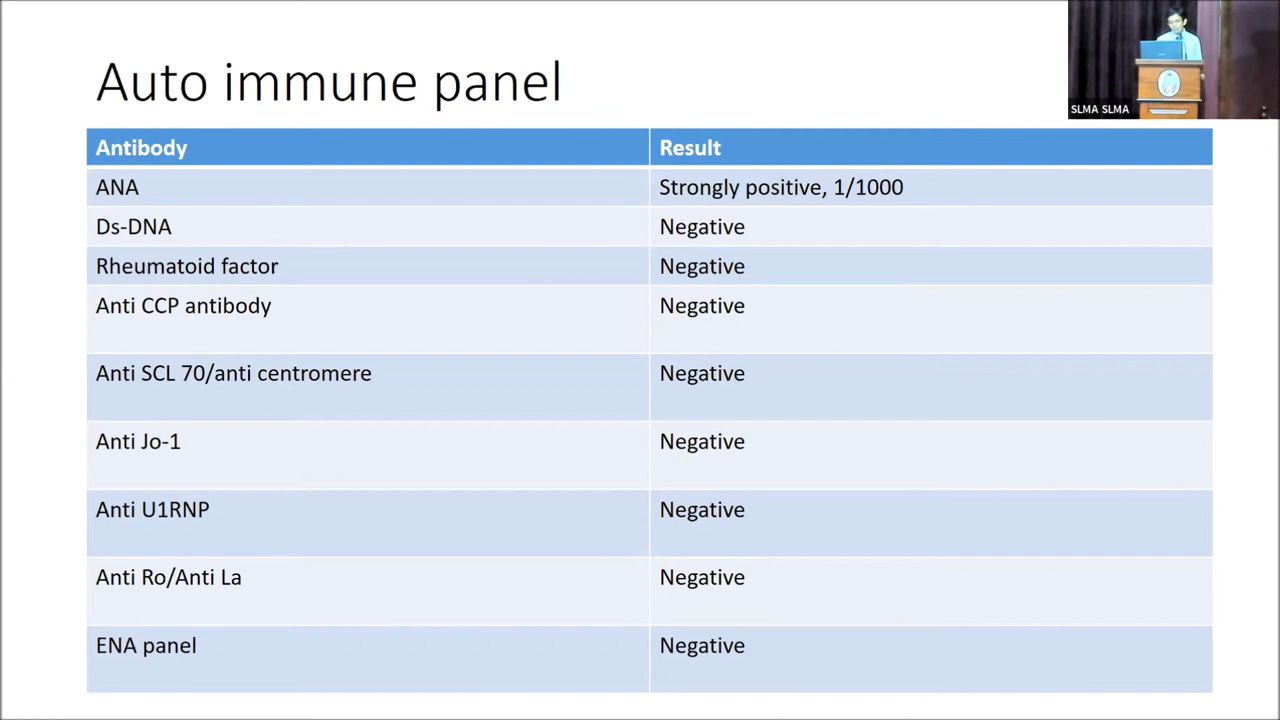 Auto immune panel
SLMA SLMA
Antibody Result
ANA Strongly positive, 1/1000
Ds-DNA Negative
Rheumatoid factor Negative
Anti CCP antibody Negative
Anti SCL 70/anti centromere Negative
Anti Jo-1 Negative
Anti U1RNP Negative
Anti Ro/Anti La Negative
ENA panel Negative